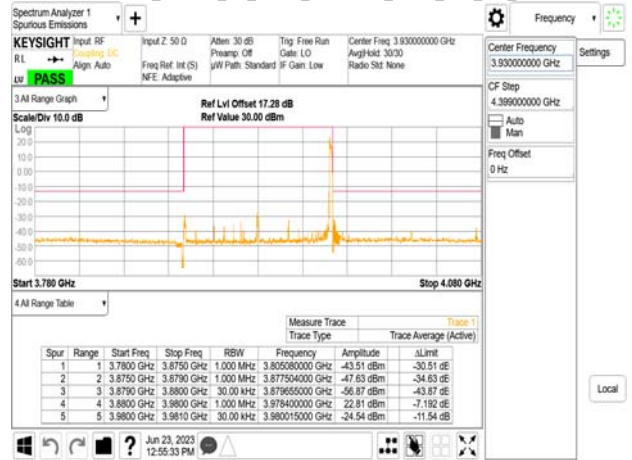 Spectrum Analyzer 1
Spurious Emissions
+
Frequency
KEYSIGHT
RL
PASS
Input: RF
Coupling: DC
Align: Auto
Input Z: 50 Ω
Freq Ref: Int (S)
NFE: Adaptive
Atten: 30 dB
Preamp: Off
µW Path: Standard
Trig: Free Run
Gate: LO
IF Gain: Low
Center Freq: 3.930000000 GHz
Avg|Hold: 30/30
Radio Std: None
Center Frequency
3.930000000 GHz
Settings
CF Step
4.399000000 GHz
Auto
Man
Freq Offset
0 Hz
Local
3 All Range Graph
Scale/Div 10.0 dB
Ref Lvl Offset 17.28 dB
Ref Value 30.00 dBm
Log
20.0
10.0
0.00
-10.0
-20.0
-30.0
-40.0
-50.0
-60.0
Start 3.780 GHz
Stop 4.080 GHz
4 All Range Table
Measure Trace Trace 1
Trace Type Trace Average (Active)
Spur Range Start Freq Stop Freq RBW Frequency Amplitude ΔLimit
1 1 3.7800 GHz 3.8750 GHz 1.000 MHz 3.805080000 GHz -43.51 dBm -30.51 dB
2 2 3.8750 GHz 3.8790 GHz 1.000 MHz 3.877504000 GHz -47.63 dBm -34.63 dB
3 3 3.8790 GHz 3.8800 GHz 30.00 kHz 3.879655000 GHz -56.87 dBm -43.87 dB
4 4 3.8800 GHz 3.9800 GHz 1.000 MHz 3.978400000 GHz 22.81 dBm -7.192 dB
5 5 3.9800 GHz 3.9810 GHz 30.00 kHz 3.980015000 GHz -24.54 dBm -11.54 dB
?
Jun 23, 2023
12:55:33 PM